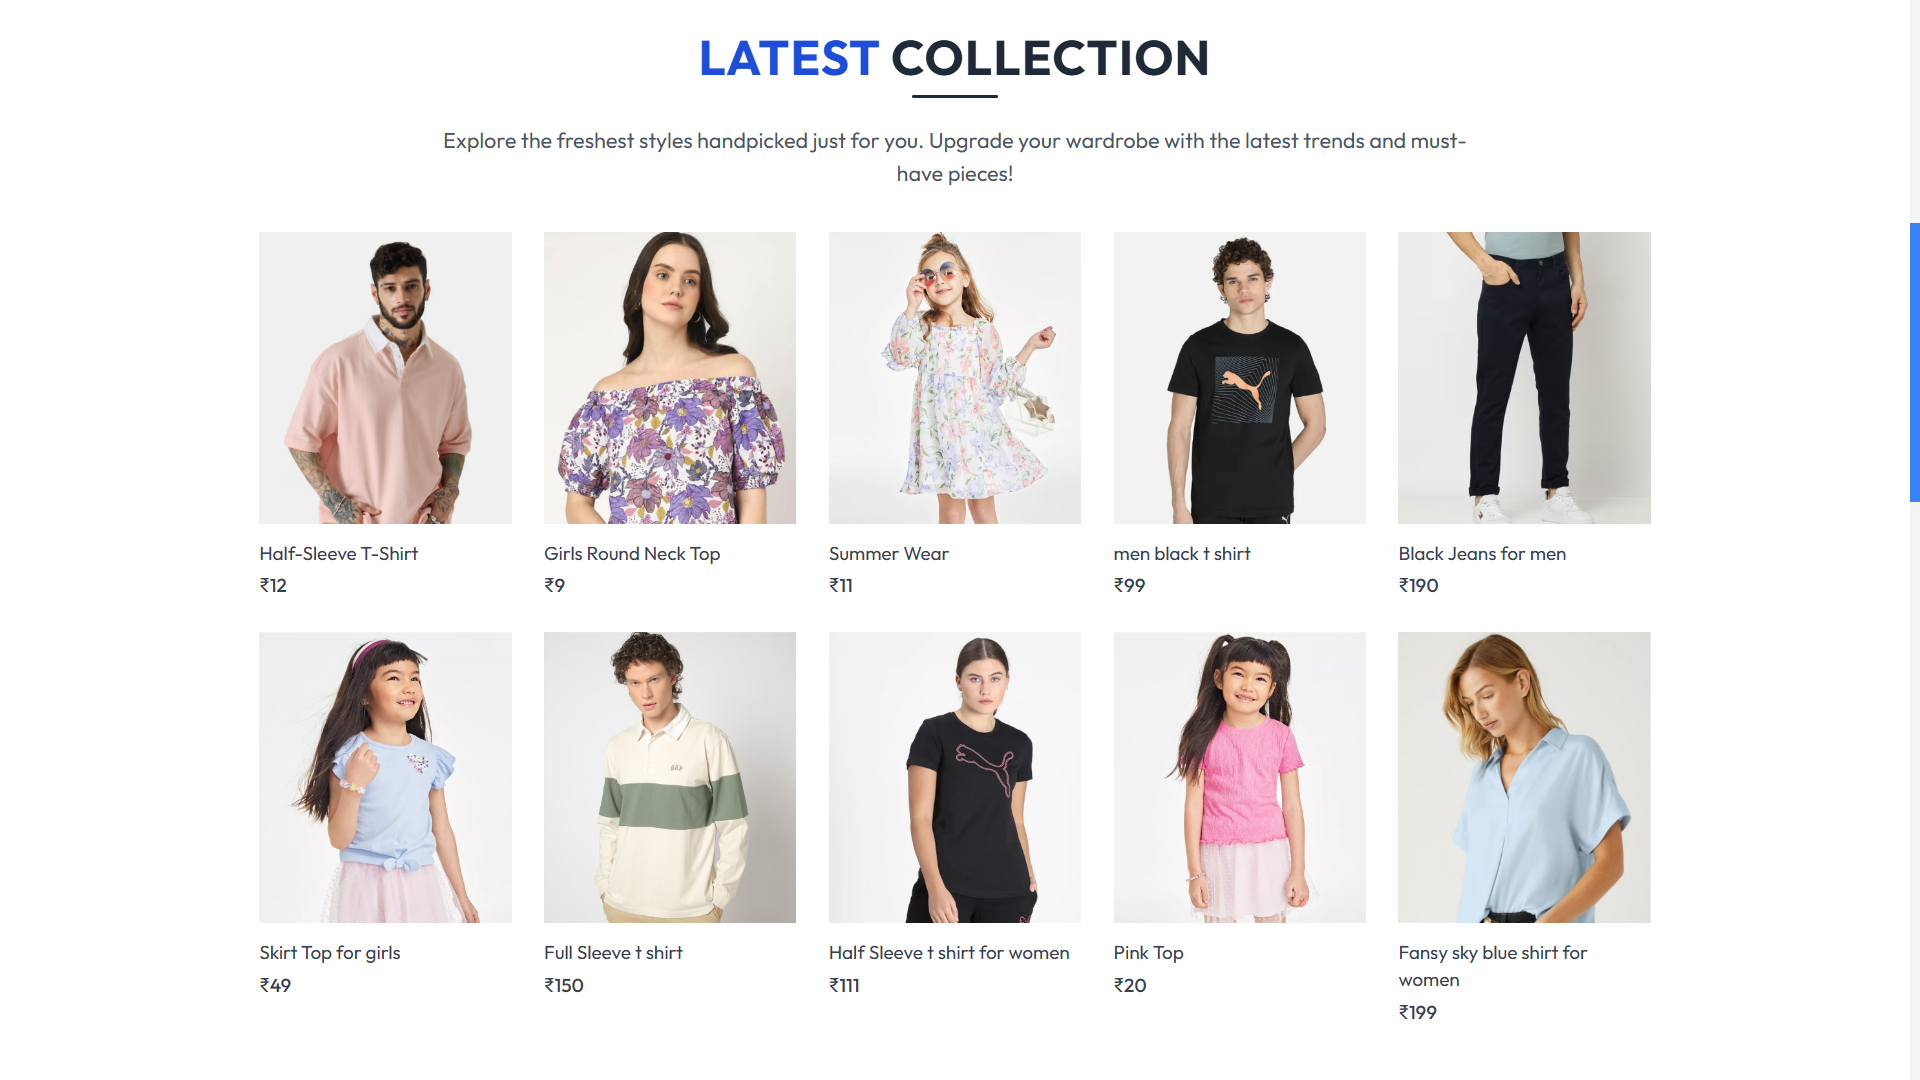 LATEST COLLECTION
Explore the freshest styles handpicked just for you. Upgrade your wardrobe with the latest trends and must-
have pieces!
Half-Sleeve T-Shirt
₹12
Girls Round Neck Top
₹9
Summer Wear
₹11
men black t shirt
₹99
Black Jeans for men
₹190
GAP
Skirt Top for girls
₹49
Full Sleeve t shirt
₹150
Half Sleeve t shirt for women
₹111
Pink Top
₹20
Fansy sky blue shirt for
women
₹199